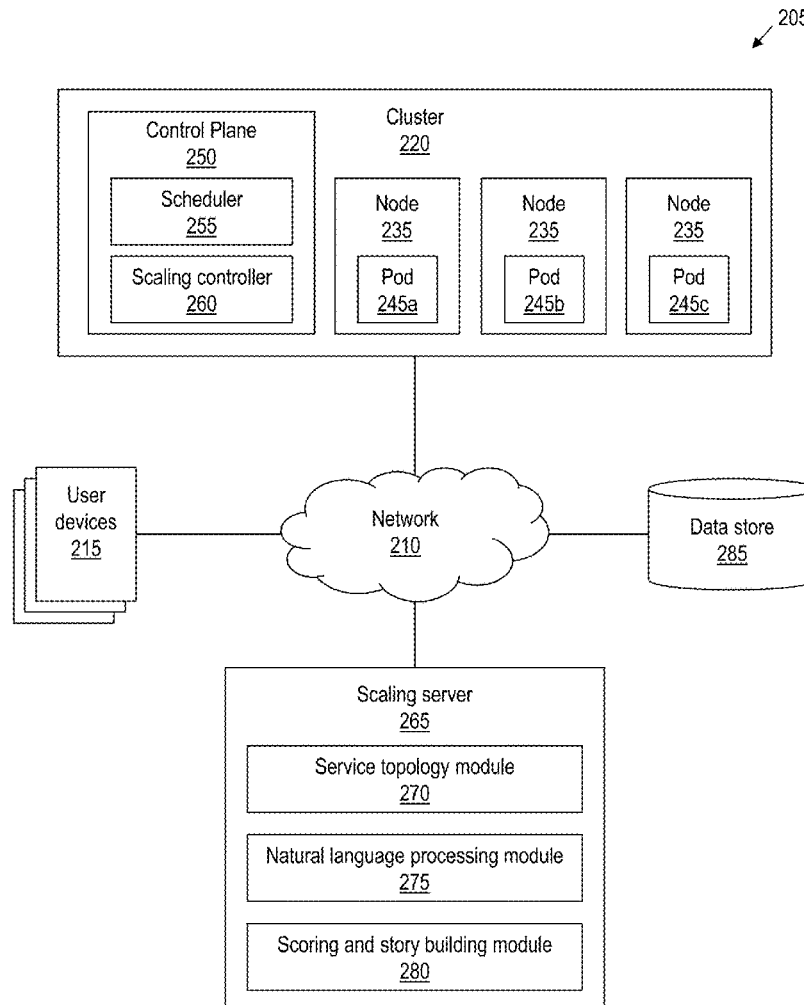 205
Cluster
220
Control Plane
250
Scheduler
255
Scaling controller
260
Node
235
Pod
245a
Node
235
Pod
245b
Node
235
Pod
245c
User
devices
215
Network
210
Data store
285
Scaling server
265
Service topology module
270
Natural language processing module
275
Scoring and story building module
280